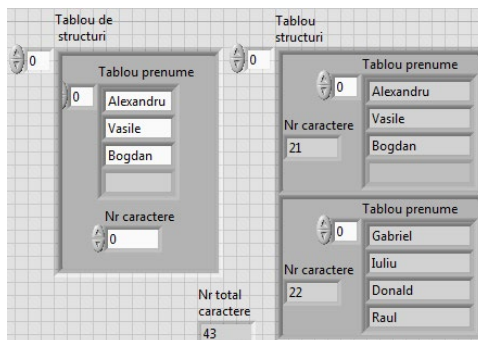 Tablou de
structuri
0
Tablou prenume
0
Alexandru
Vasile
Bogdan
Nr caractere
0
Tablou
structuri
0
Tablou prenume
0
Alexandru
Vasile
Bogdan
Nr caractere
21
Tablou prenume
0
Gabriel
Iuliu
Donald
Raul
Nr caractere
22
Nr total
caractere
43